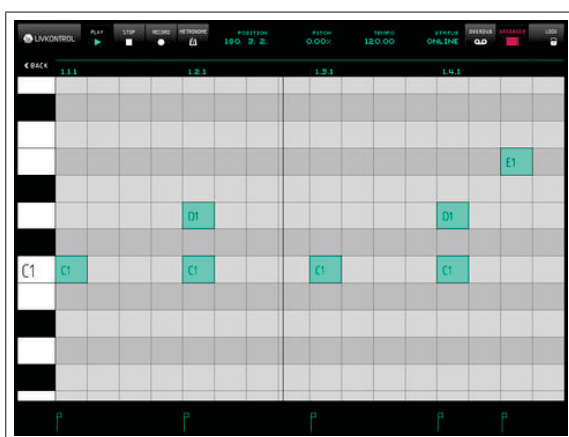 LIVKONTROL PLAY STOP RECORD METRONOME POSITION PITCH TEMPO STATUS OVERDUB LOCK
180. 3. 2. 0.00% 120.00 ONLINE
BACK
1.1.1 1.2.1 1.3.1 1.4.1
E1
D1 D1
C1 C1 C1 C1 C1